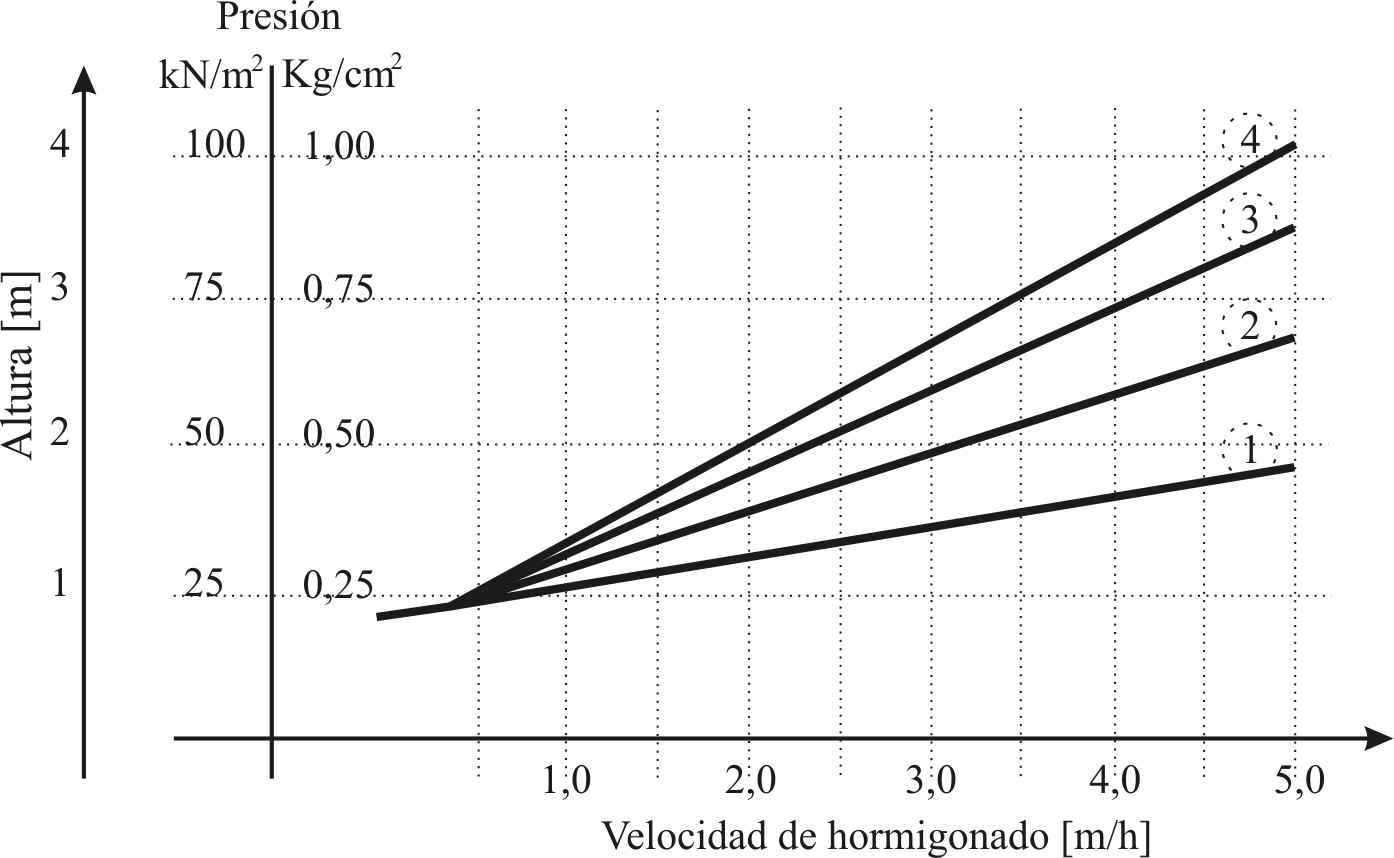 Presión
kN/m² Kg/cm²
4 100 1,00
4
3
3 75 0,75
2
2 50 0,50
1
1 25 0,25
Altura [m]
1,0 2,0 3,0 4,0 5,0
Velocidad de hormigonado [m/h]